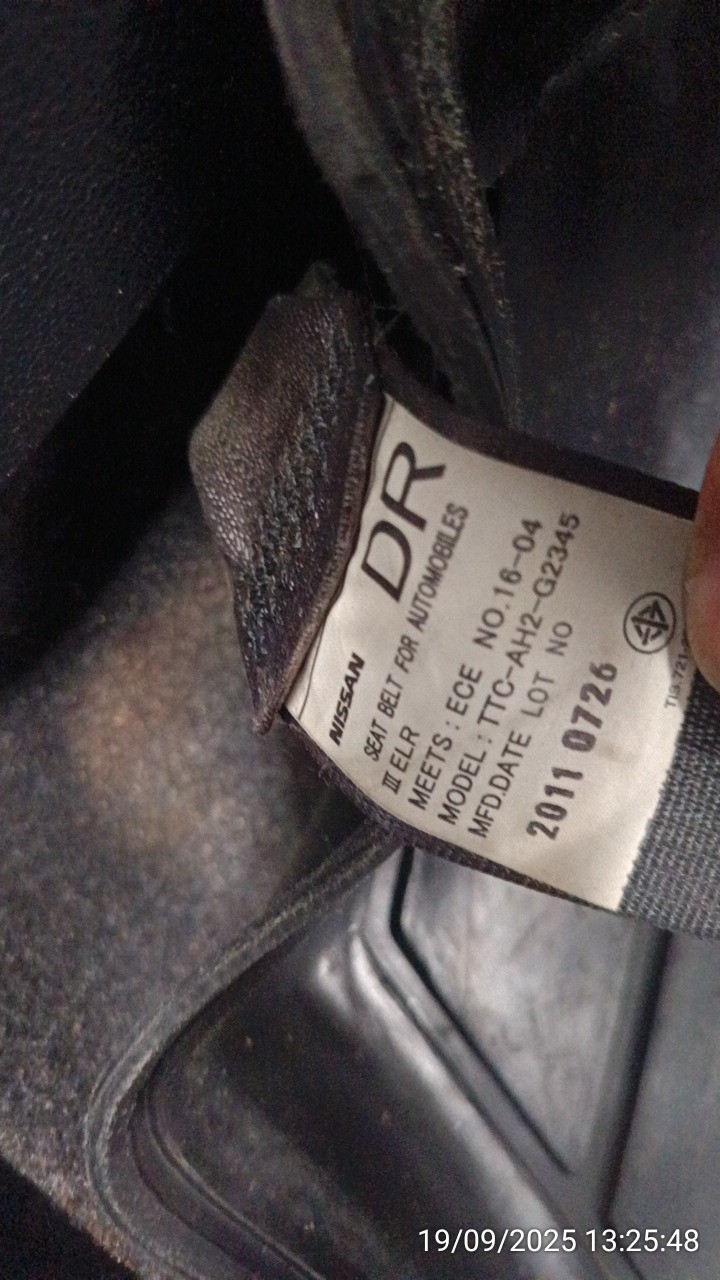 NISSAN DR
SEAT BELT FOR AUTOMOBILES
III ELR
MEETS : ECE NO.16-04
MODEL : TTC-AH2-G2345
MFD.DATE LOT NO
2011 0726
19/09/2025 13:25:48